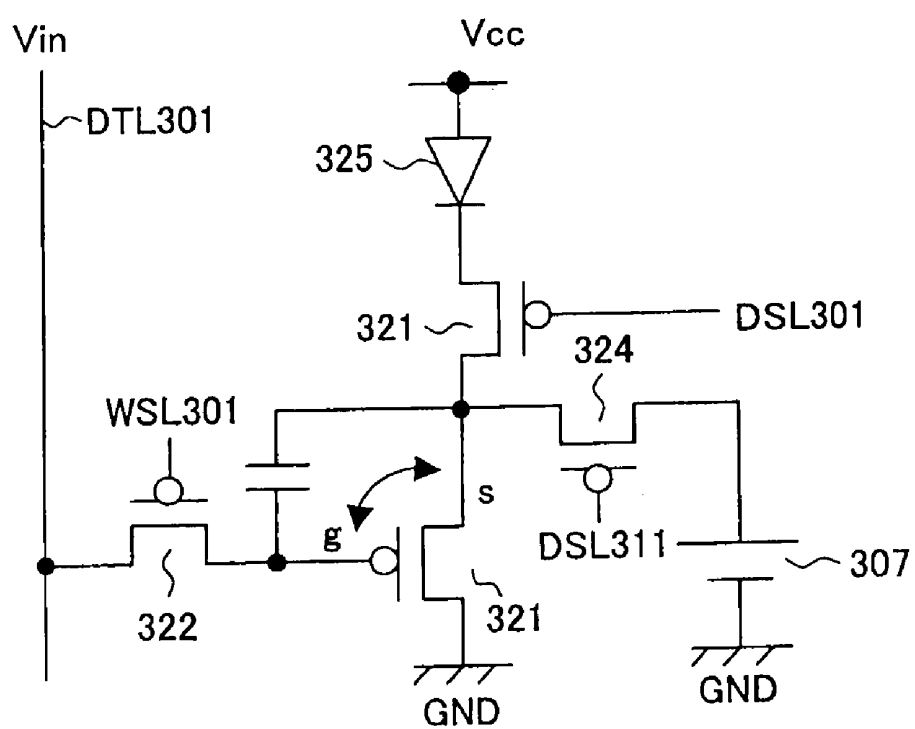 Vin
Vcc
DTL301
325
321
DSL301
324
WSL301
s
g
DSL311
307
322
321
GND
GND